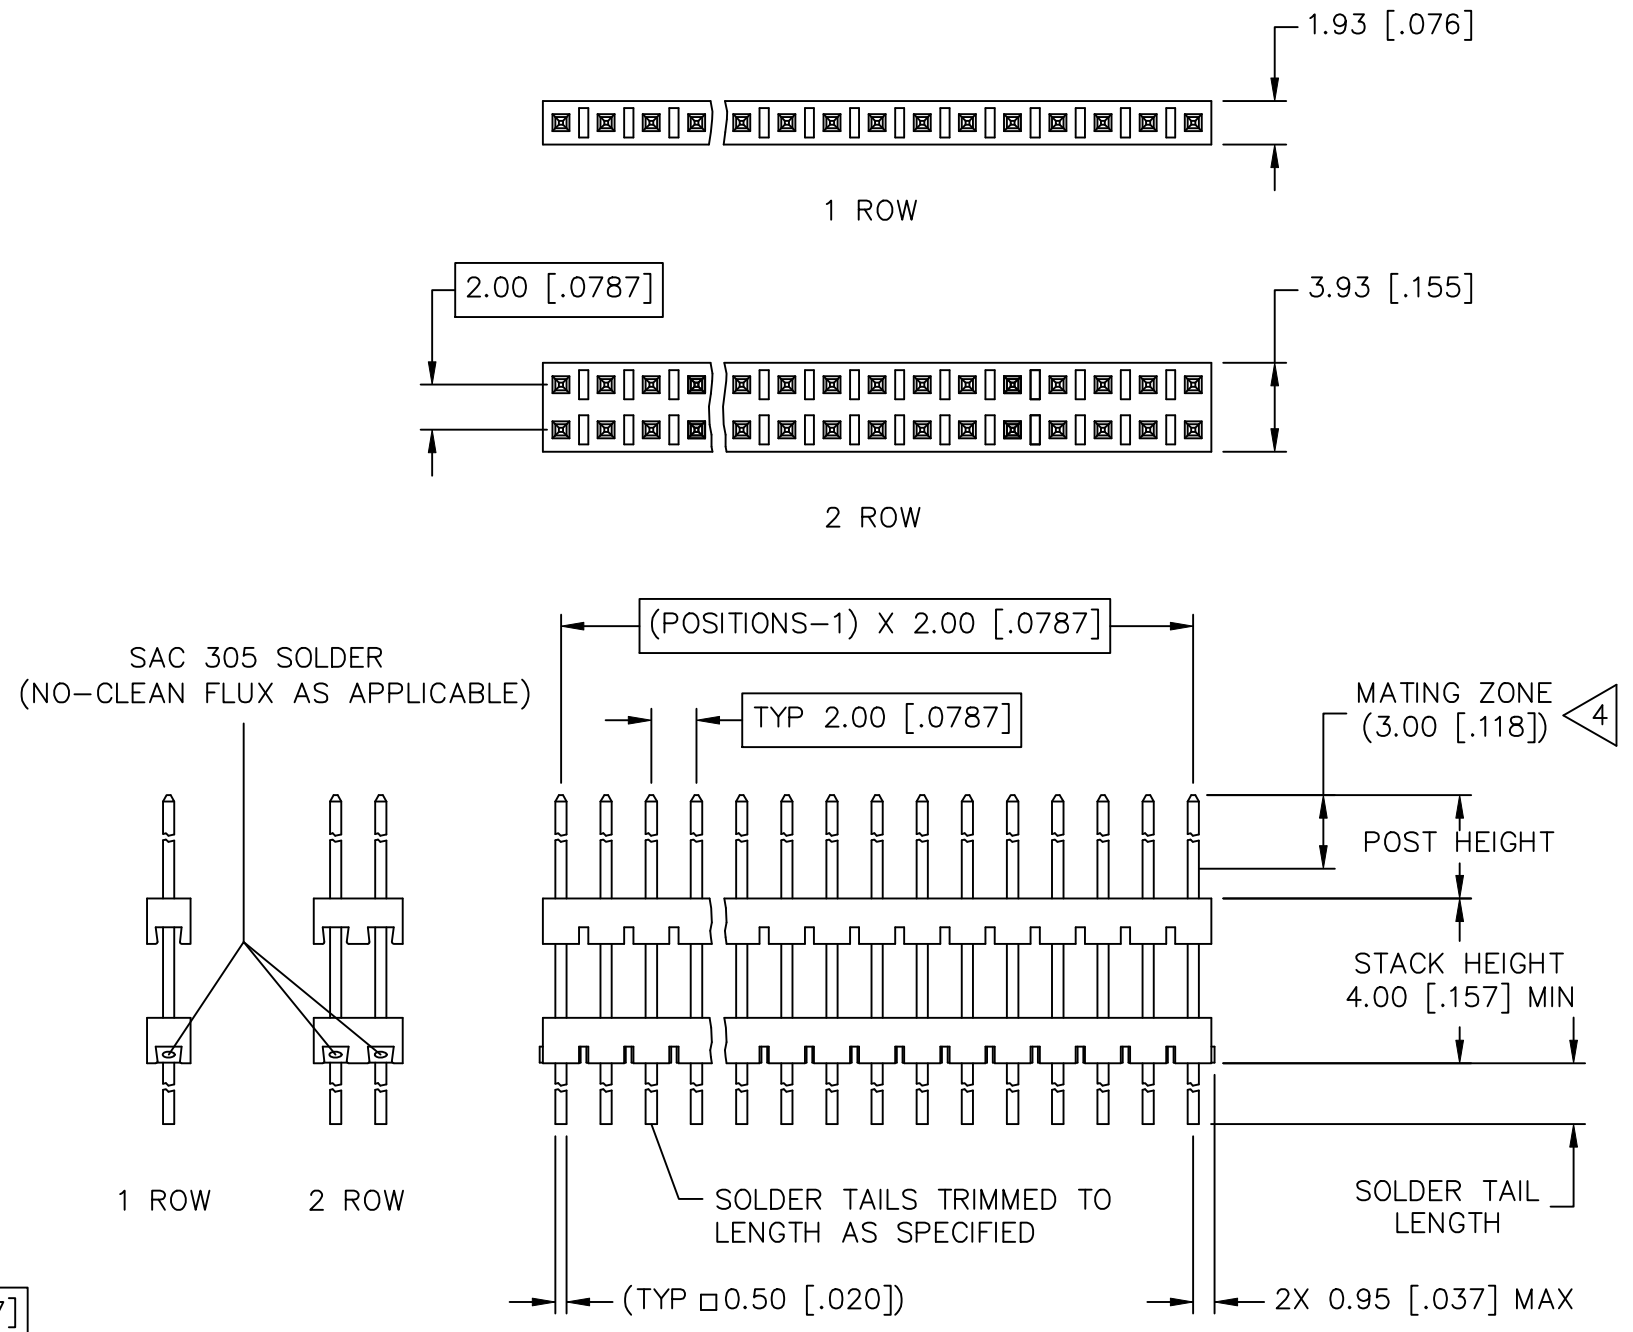 1.93 [.076]
1 ROW
2.00 [.0787]
3.93 [.155]
2 ROW
(POSITIONS-1) X 2.00 [.0787]
SAC 305 SOLDER
(NO-CLEAN FLUX AS APPLICABLE)
TYP 2.00 [.0787]
MATING ZONE
(3.00 [.118])
4
POST HEIGHT
STACK HEIGHT
4.00 [.157] MIN
1 ROW
2 ROW
SOLDER TAILS TRIMMED TO
LENGTH AS SPECIFIED
SOLDER TAIL
LENGTH
(TYP □0.50 [.020])
2X 0.95 [.037] MAX